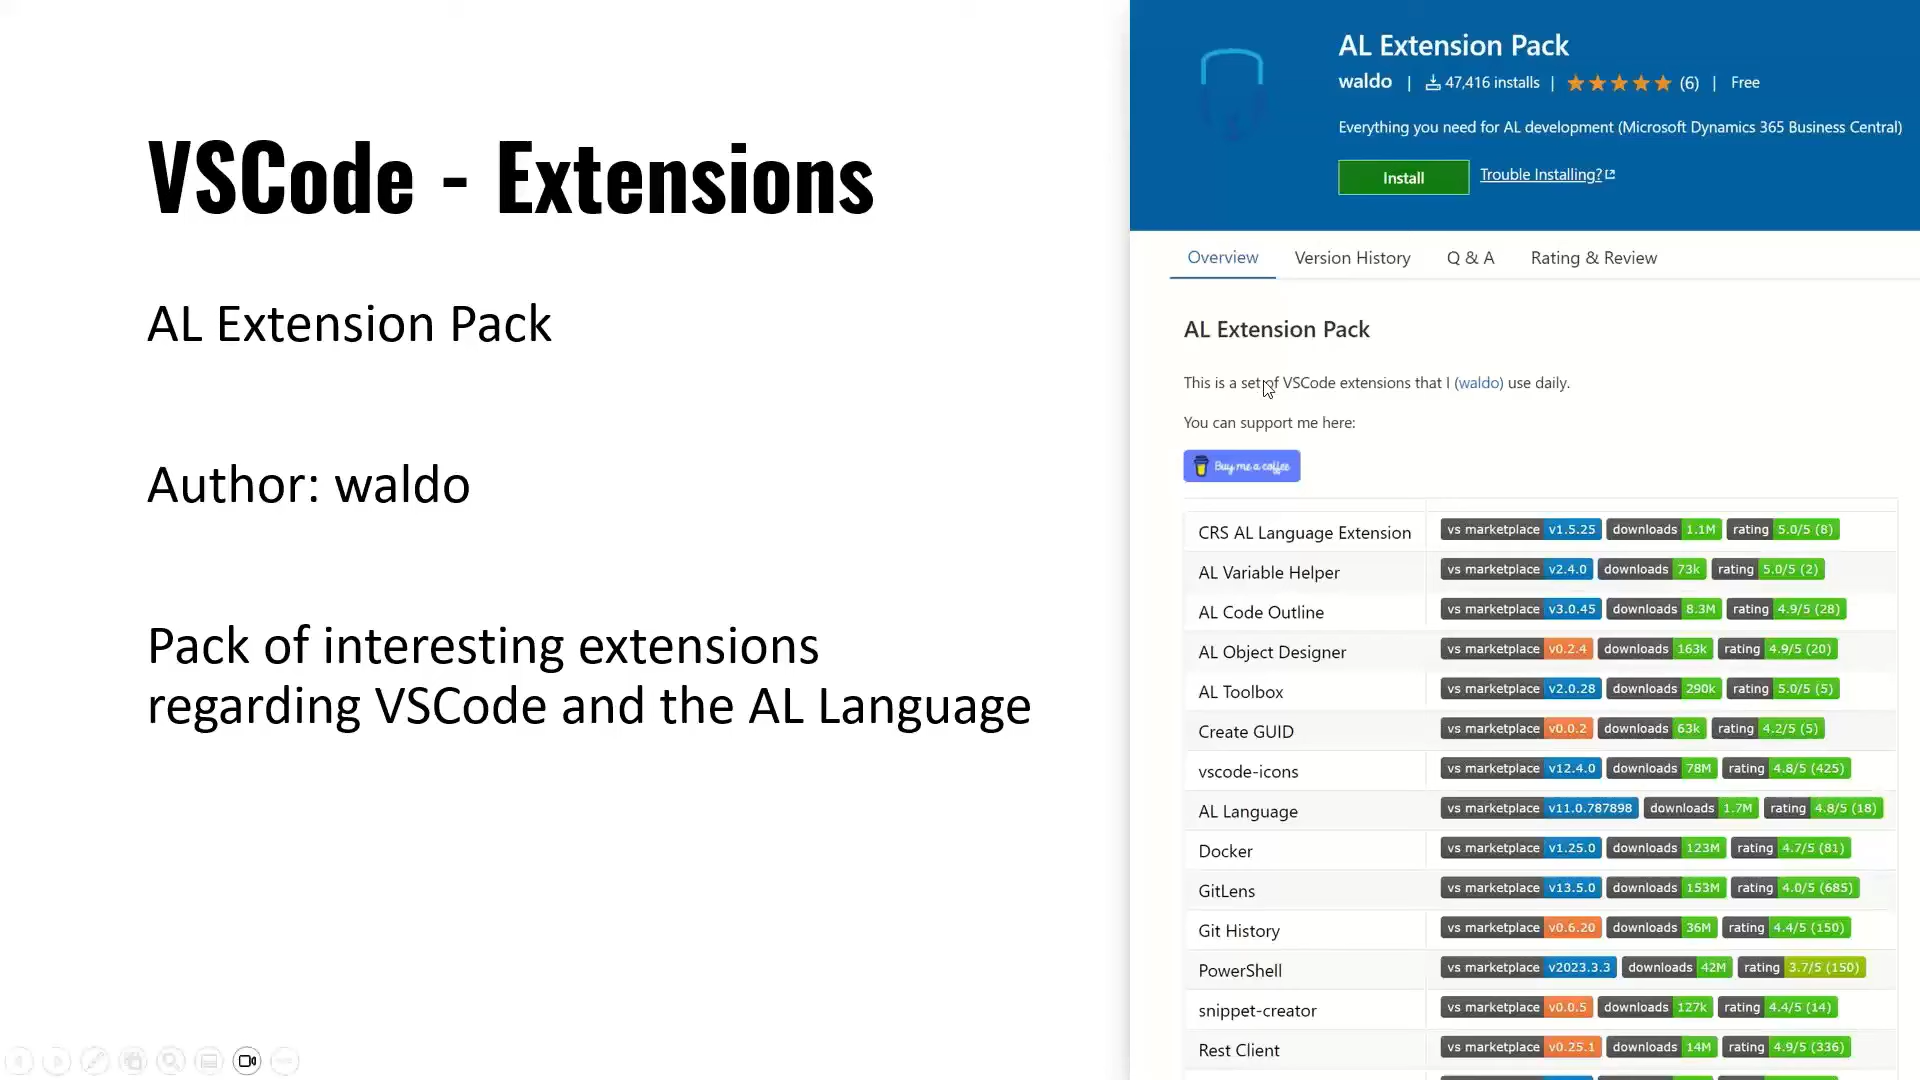 VSCode - Extensions
AL Extension Pack
Author: waldo
Pack of interesting extensions
regarding VSCode and the AL Language
AL Extension Pack
waldo | 47,416 installs | (6) | Free
Everything you need for AL development (Microsoft Dynamics 365 Business Central)
Install Trouble Installing?
Overview Version History Q & A Rating & Review
AL Extension Pack
This is a set of VSCode extensions that I (waldo) use daily.
You can support me here:
Buy me a coffee
CRS AL Language Extension vs marketplace v1.5.25 downloads 1.1M rating 5.0/5 (8)
AL Variable Helper vs marketplace v2.4.0 downloads 73k rating 5.0/5 (2)
AL Code Outline vs marketplace v3.0.45 downloads 8.3M rating 4.9/5 (28)
AL Object Designer vs marketplace v0.2.4 downloads 163k rating 4.9/5 (20)
AL Toolbox vs marketplace v2.0.28 downloads 290k rating 5.0/5 (5)
Create GUID vs marketplace v0.0.2 downloads 63k rating 4.2/5 (5)
vscode-icons vs marketplace v12.4.0 downloads 78M rating 4.8/5 (425)
AL Language vs marketplace v11.0.787898 downloads 1.7M rating 4.8/5 (18)
Docker vs marketplace v1.25.0 downloads 123M rating 4.7/5 (81)
GitLens vs marketplace v13.5.0 downloads 153M rating 4.0/5 (685)
Git History vs marketplace v0.6.20 downloads 36M rating 4.4/5 (150)
PowerShell vs marketplace v2023.3.3 downloads 42M rating 3.7/5 (150)
snippet-creator vs marketplace v0.0.5 downloads 127k rating 4.4/5 (14)
Rest Client vs marketplace v0.25.1 downloads 14M rating 4.9/5 (336)